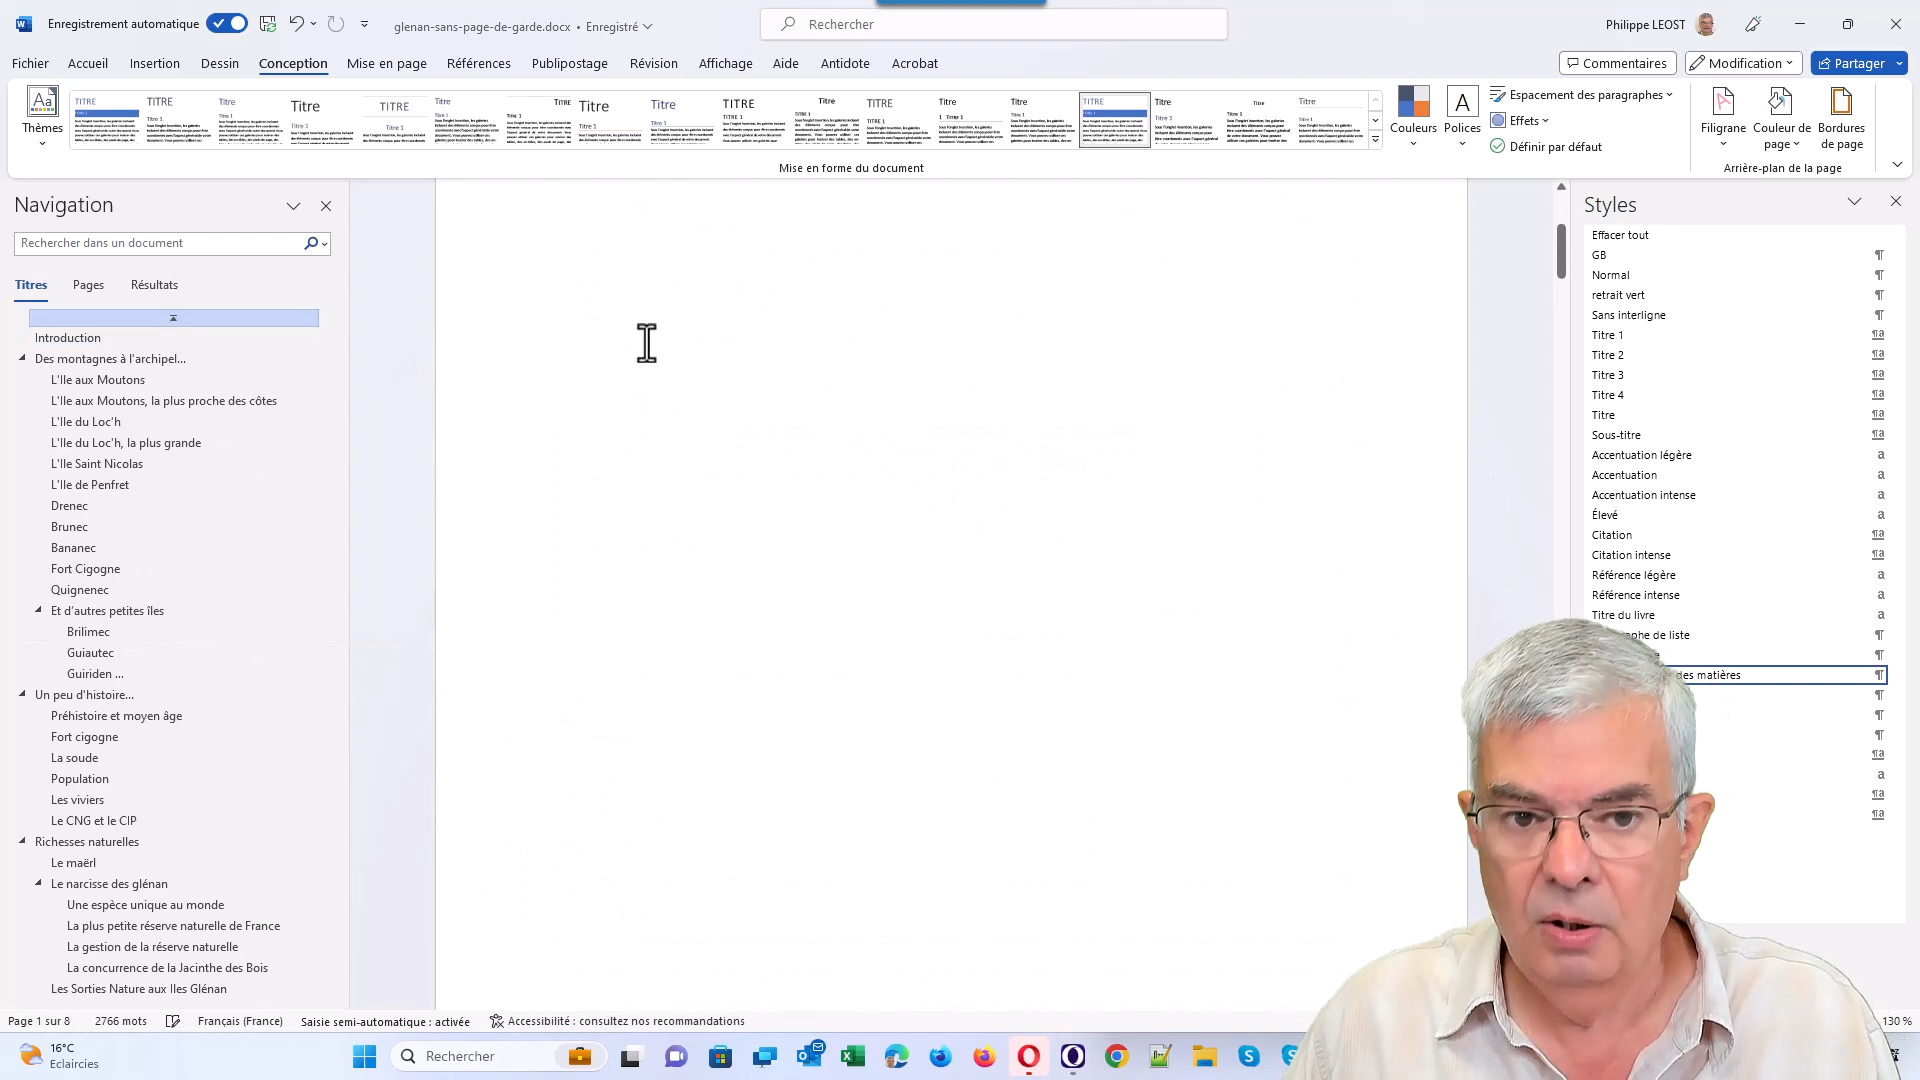 Enregistrement automatique
glenan-sans-page-de-garde.docx • Enregistré
Rechercher
Philippe LEOST
Fichier Accueil Insertion Dessin Conception Mise en page Références Publipostage Révision Affichage Aide Antidote Acrobat
Commentaires Modification Partager
Thèmes
Couleurs
Polices
Espacement des paragraphes
Effets
Définir par défaut
Filigrane
Couleur de page
Bordures de page
Mise en forme du document
Arrière-plan de la page
Navigation
Rechercher dans un document
Titres Pages Résultats
Introduction
Des montagnes à l'archipel...
L'Ile aux Moutons
L'Ile aux Moutons, la plus proche des côtes
L'Ile du Loc'h
L'Ile du Loc'h, la plus grande
L'Ile Saint Nicolas
L'Ile de Penfret
Drenec
Brunec
Bananec
Fort Cigogne
Quignenec
Et d'autres petites îles
Brilimec
Guiautec
Guiriden ...
Un peu d'histoire...
Préhistoire et moyen âge
Fort cigogne
La soude
Population
Les viviers
Le CNG et le CIP
Richesses naturelles
Le maërl
Le narcisse des glénan
Une espèce unique au monde
La plus petite réserve naturelle de France
La gestion de la réserve naturelle
La concurrence de la Jacinthe des Bois
Les Sorties Nature aux Iles Glénan
Styles
Effacer tout
GB
Normal
retrait vert
Sans interligne
Titre 1
Titre 2
Titre 3
Titre 4
Titre
Sous-titre
Accentuation légère
Accentuation
Accentuation intense
Élevé
Citation
Citation intense
Référence légère
Référence intense
Titre du livre
de liste
des matières
Page 1 sur 8
2766 mots
Français (France)
Saisie semi-automatique : activée
Accessibilité : consultez nos recommandations
130 %
16°C
Eclaircies
Rechercher